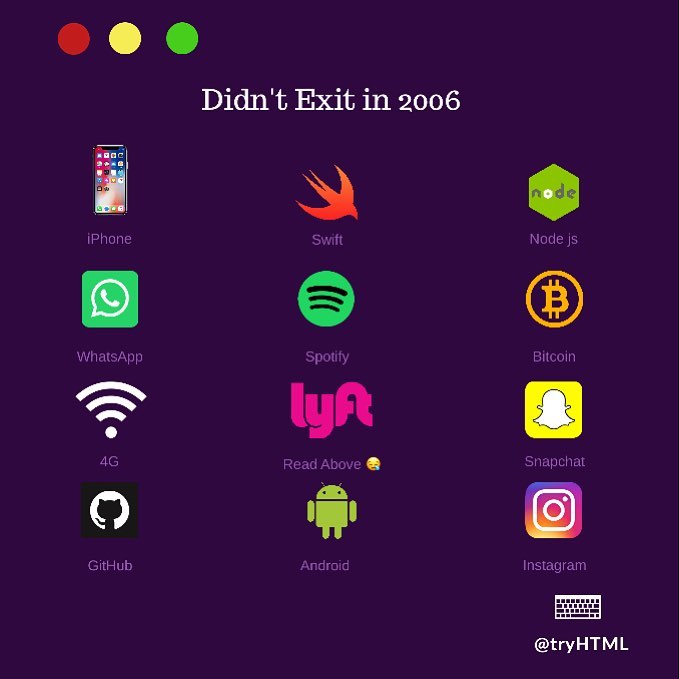 Didn't Exit in 2006
iPhone
Swift
node
Node js
WhatsApp
Spotify
Bitcoin
lyft
4G
Read Above 😪
Snapchat
GitHub
Android
Instagram
@tryHTML